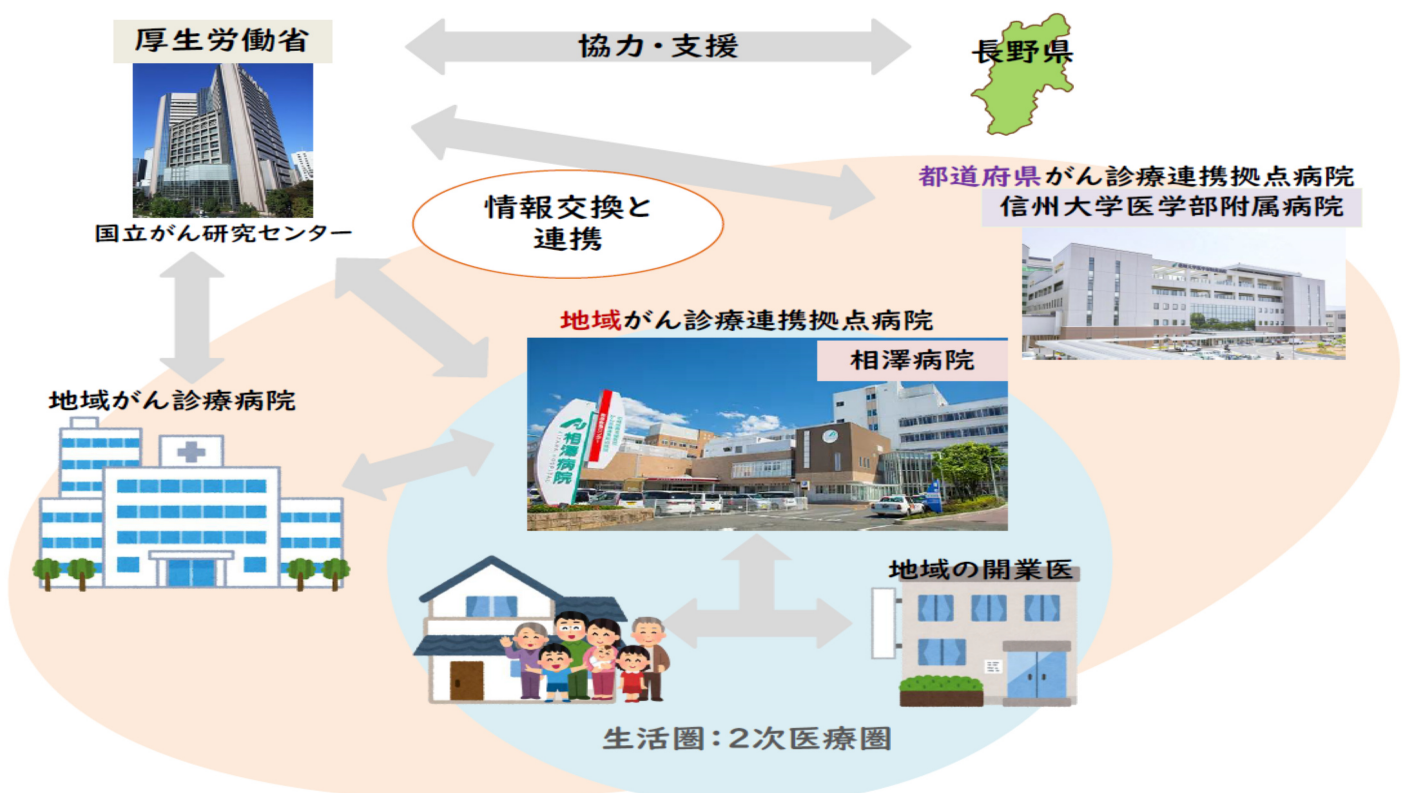 厚生労働省
協力・支援
長野県
国立がん研究センター
情報交換と
連携
都道府県がん診療連携拠点病院
信州大学医学部附属病院
地域がん診療連携拠点病院
相澤病院
相澤病院
地域がん診療病院
地域の開業医
生活圏：2次医療圏